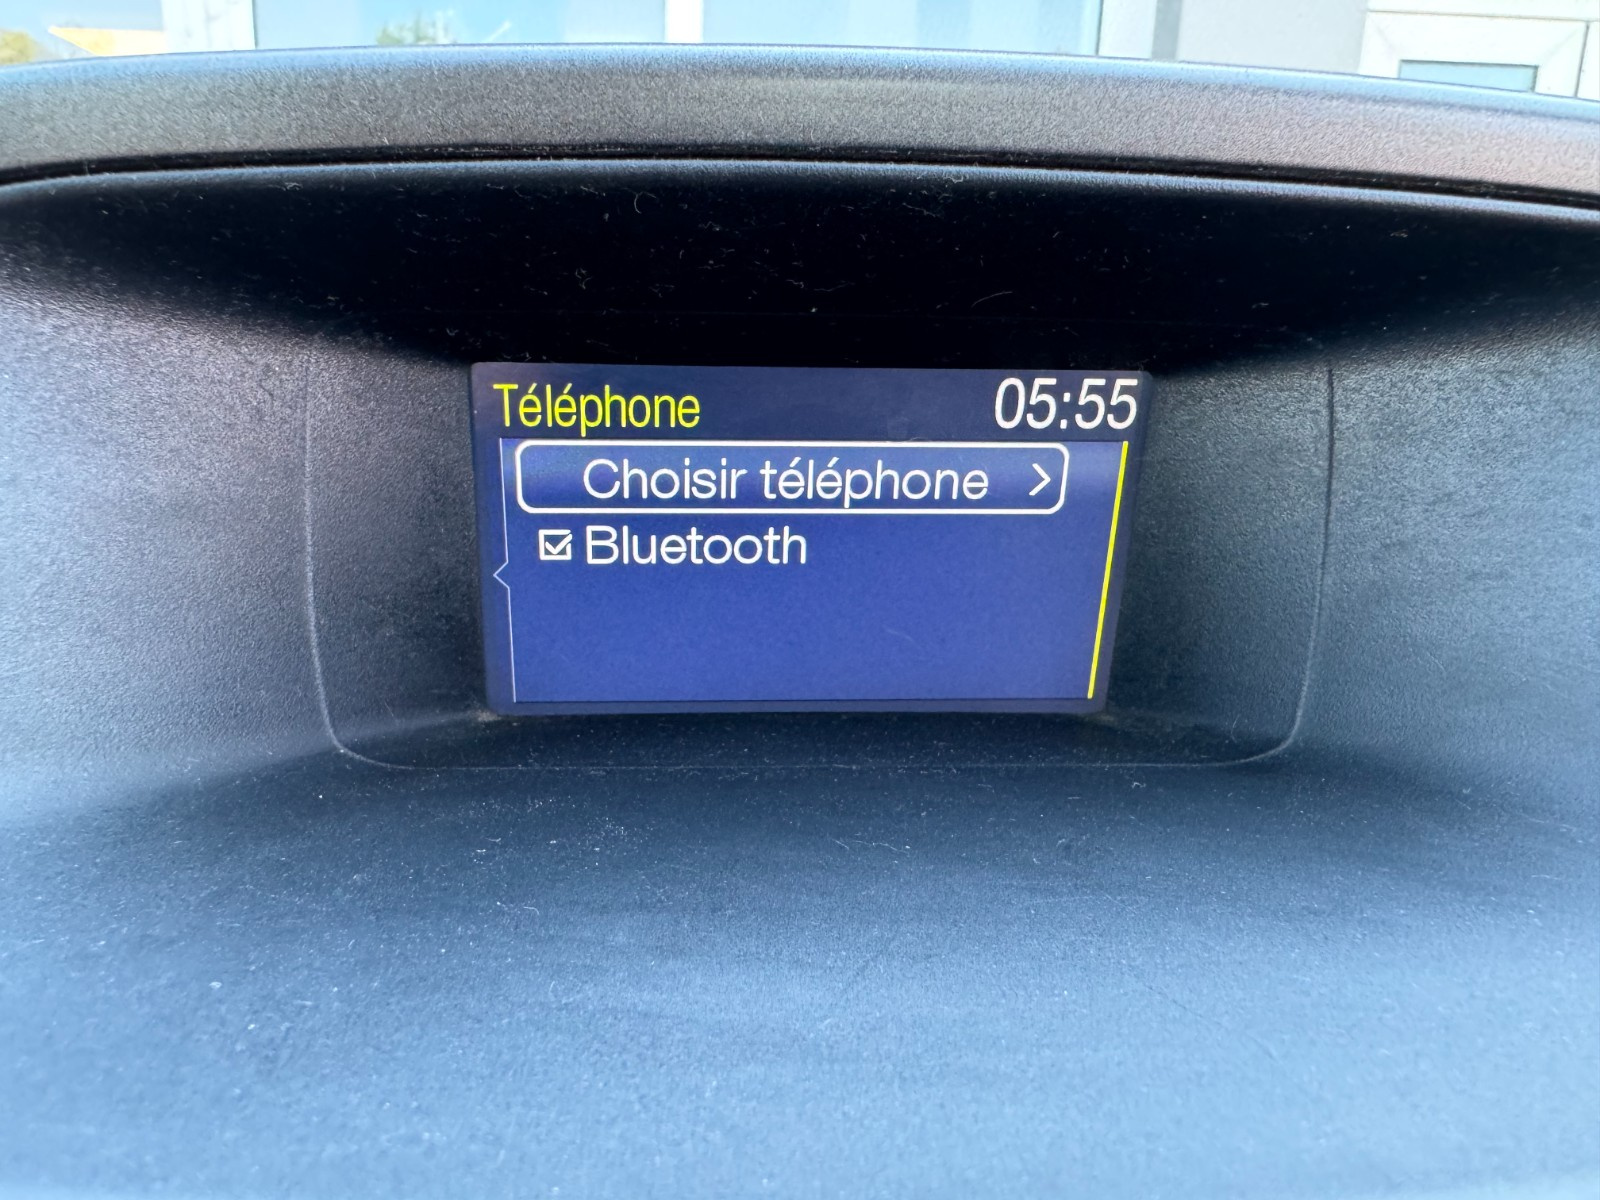 Téléphone 05:55
Choisir téléphone >
Bluetooth